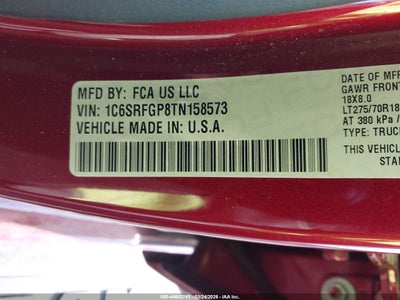 MFD BY: FCA US LLC
VIN: 1C6SRFGP8TN158573
VEHICLE MADE IN: U.S.A.
DATE OF MFR
GAWR FRONT
18X8.0
LT275/70R18
AT 380 kPa /
TYPE: TRUC
THIS VEHICL
STAN